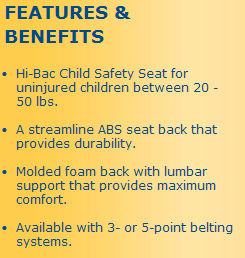 FEATURES &
BENEFITS
• Hi-Bac Child Safety Seat for
uninjured children between 20 -
50 lbs.
• A streamline ABS seat back that
provides durability.
• Molded foam back with lumbar
support that provides maximum
comfort.
• Available with 3- or 5-point belting
systems.